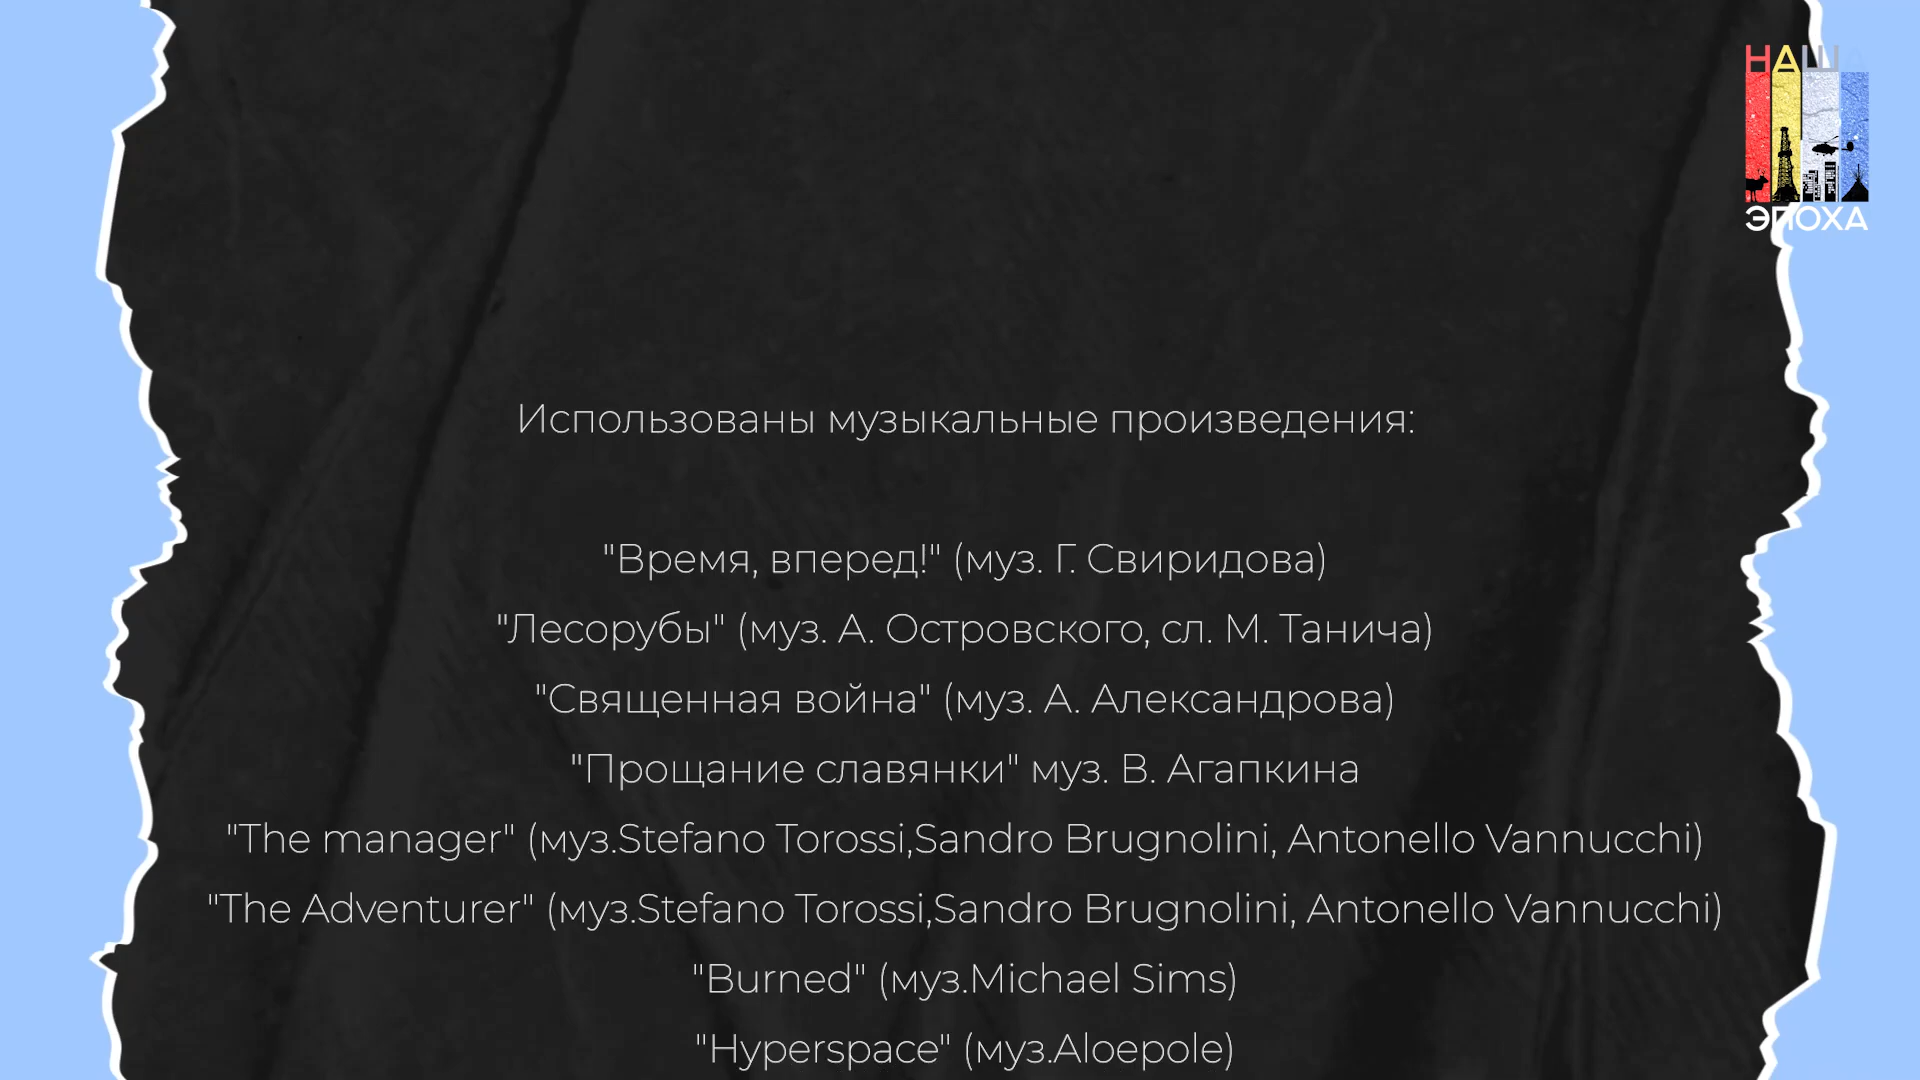 НАША
ЭПОХА
Использованы музыкальные произведения:
"Время, вперед!" (муз. Г. Свиридова)
"Лесорубы" (муз. А. Островского, сл. М. Танича)
"Священная война" (муз. А. Александрова)
"Прощание славянки" муз. В. Агапкина
"The manager" (муз.Stefano Torossi,Sandro Brugnolini, Antonello Vannucchi)
"The Adventurer" (муз.Stefano Torossi,Sandro Brugnolini, Antonello Vannucchi)
"Burned" (муз.Michael Sims)
"Hyperspace" (муз.Aloepole)